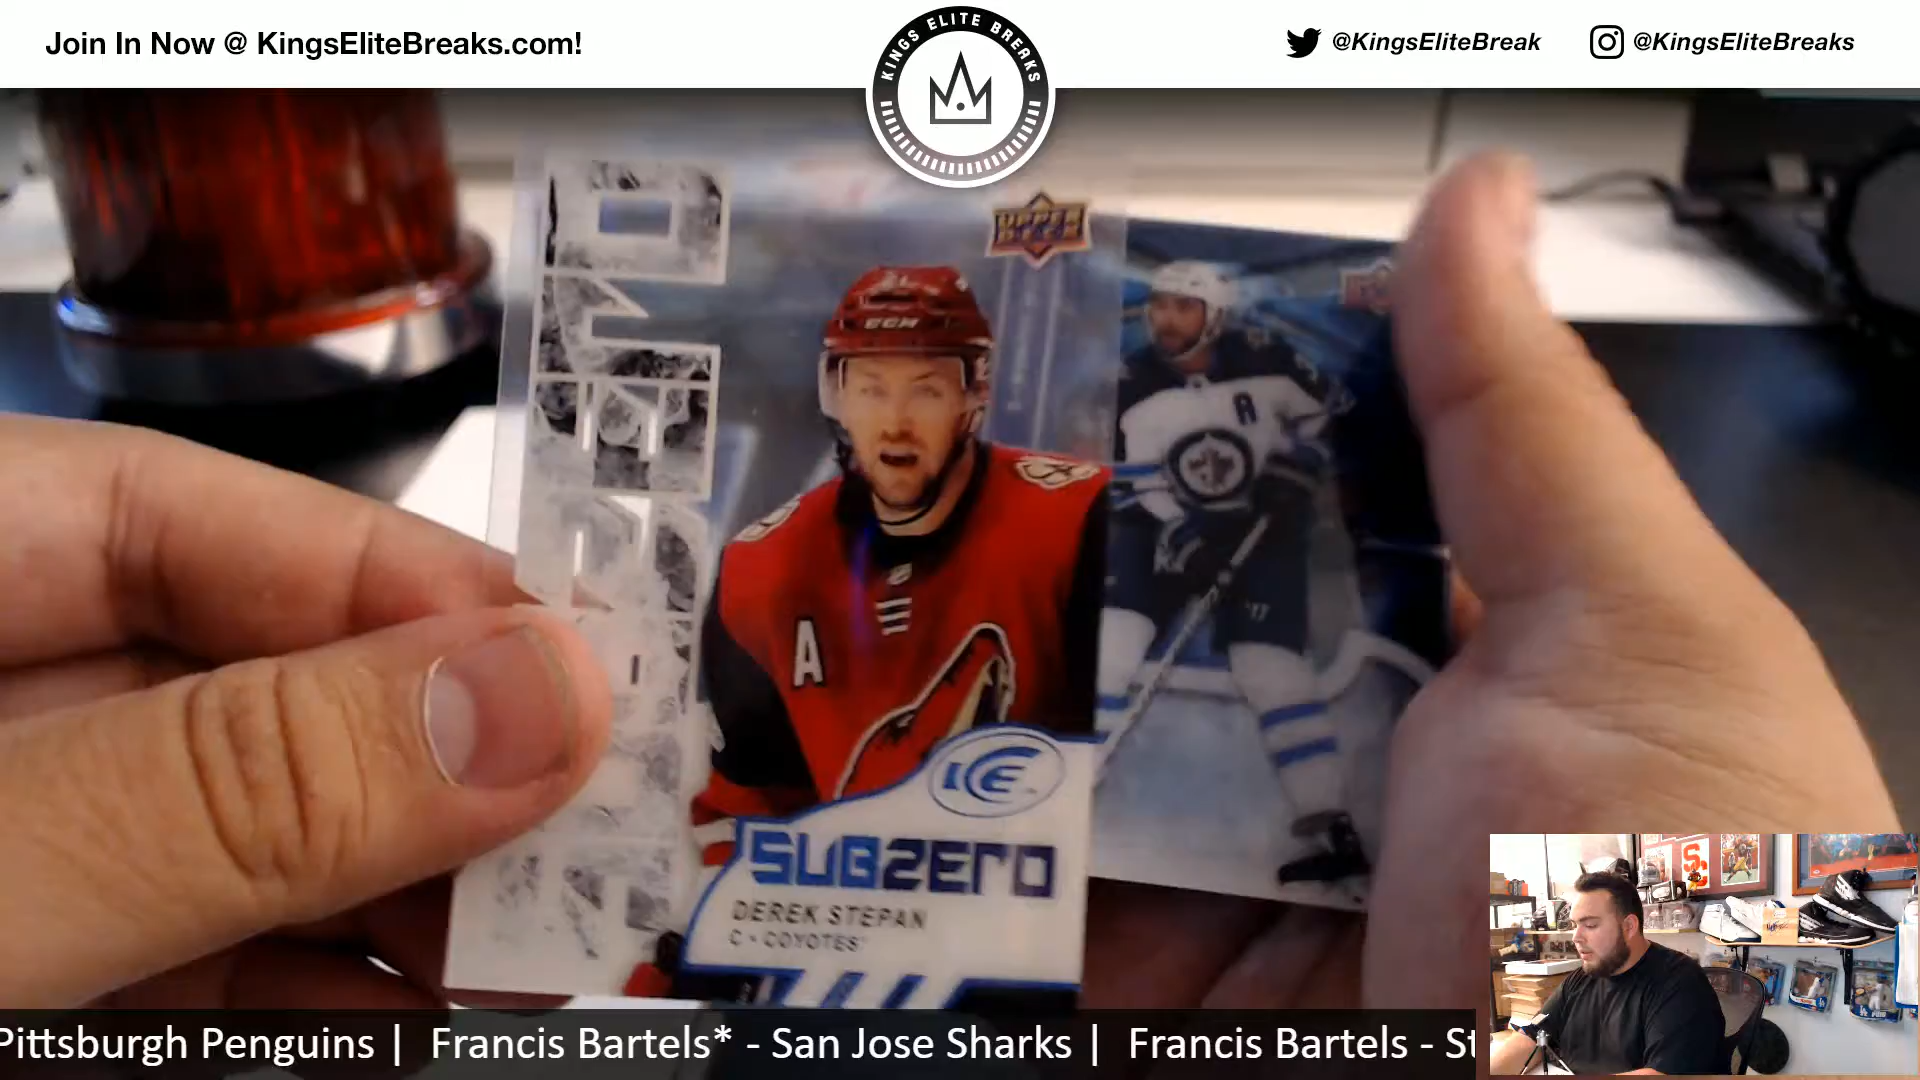 Join In Now @ KingsEliteBreaks.com!
KINGS ELITE BREAKS
@KingsEliteBreak
@KingsEliteBreaks
UPPER DECK
CCM
A
A
ICE
SUBZERO
DEREK STEPAN
C - COYOTES
Pittsburgh Penguins | Francis Bartels* - San Jose Sharks | Francis Bartels - St
S